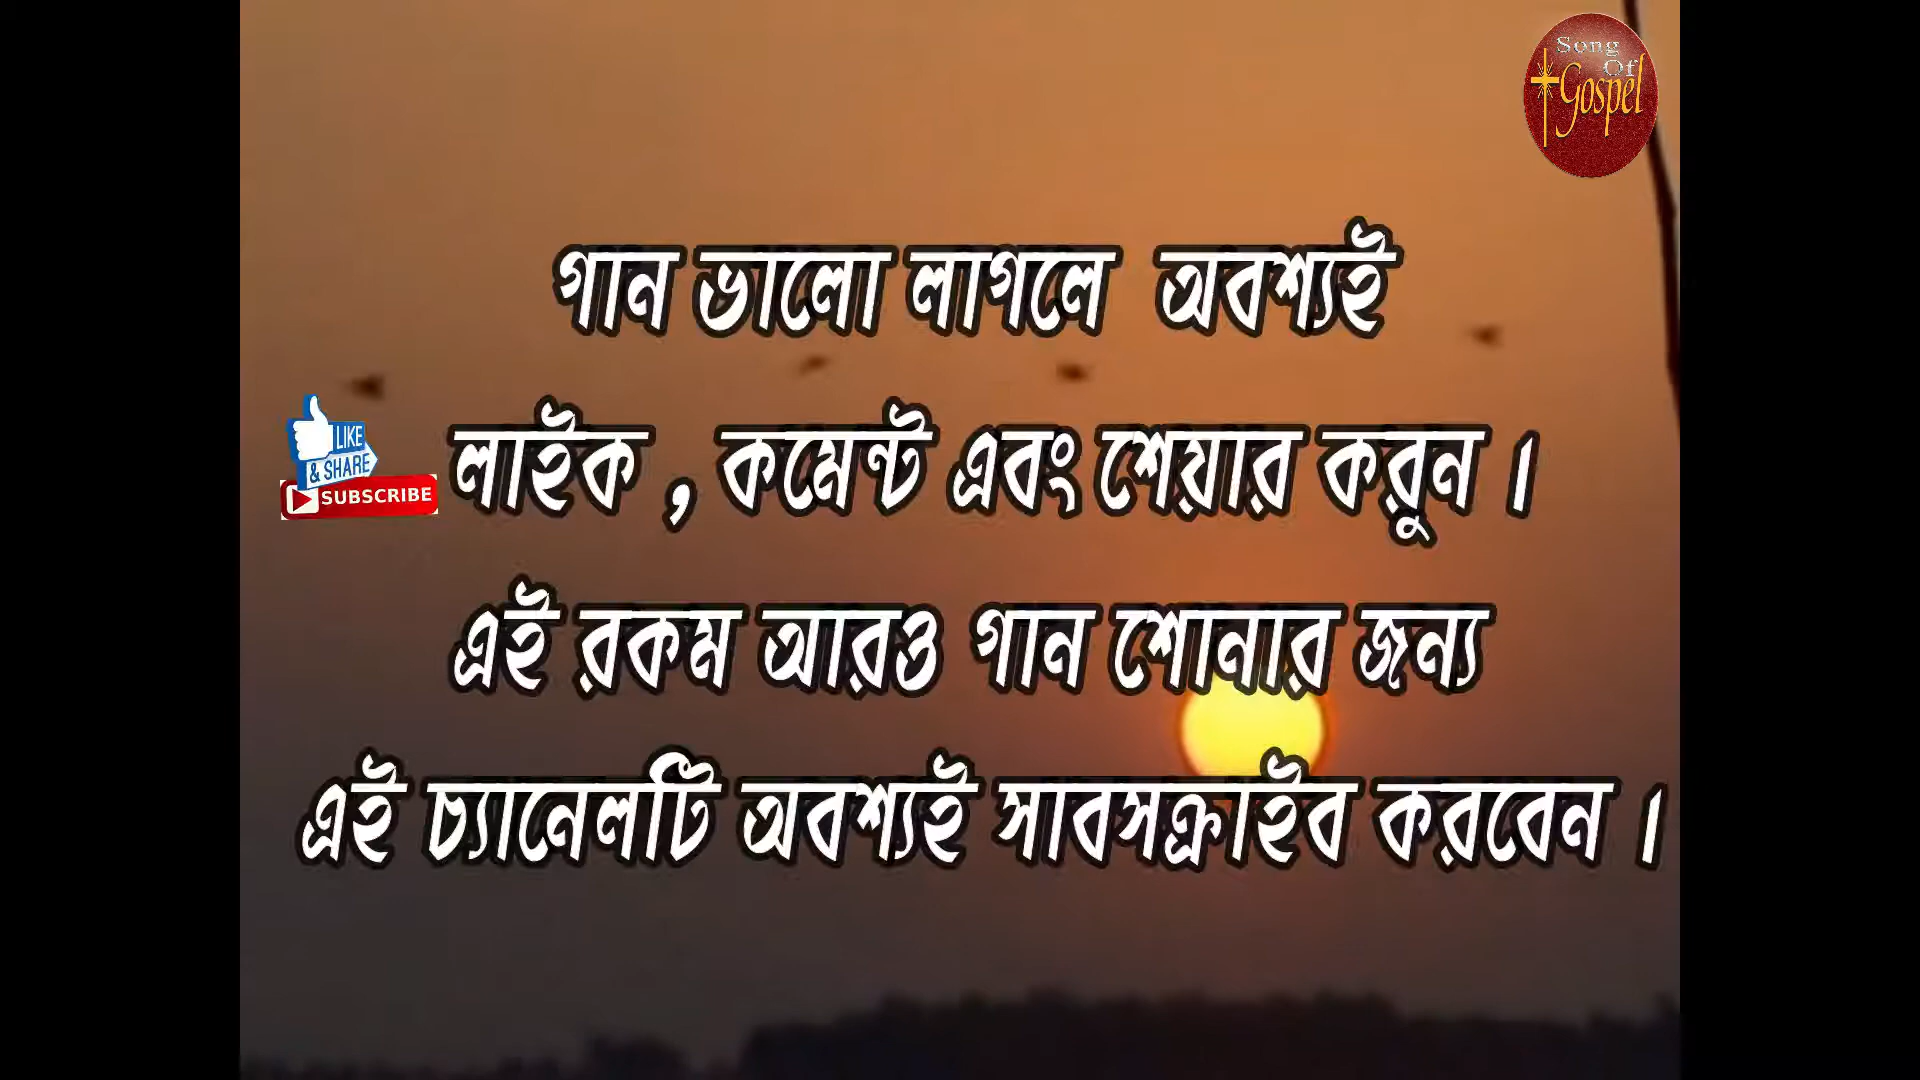 Song
Of
Gospel
গান ভালো লাগলে অবশ্যই
LIKE
& SHARE
SUBSCRIBE
লাইক , কমেন্ট এবং শেয়ার করুন ।
এই রকম আরও গান শোনার জন্য
এই চ্যানেলটি অবশ্যই সাবসক্রাইব করবেন ।